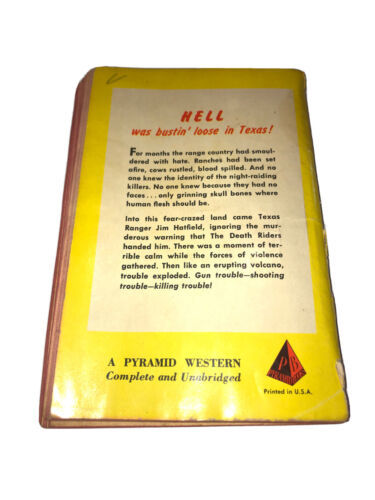 HELL
was bustin' loose in Texas!
For months the range country had smoul-
dered with hate. Ranches had been set
afire, cows rustled, blood spilled. And no
one knew the identity of the night-raiding
killers. No one knew because they had no
faces...only grinning skull bones where
human flesh should be.
Into this fear-crazed land came Texas
Ranger Jim Hatfield, ignoring the mur-
derous warning that The Death Riders
handed him. There was a moment of ter-
rible calm while the forces of violence
gathered. Then like an erupting volcano,
trouble exploded. Gun trouble—shooting
trouble—killing trouble!
A PYRAMID WESTERN
Complete and Unabridged
P B
PYRAMID BOOKS
Printed in U.S.A.